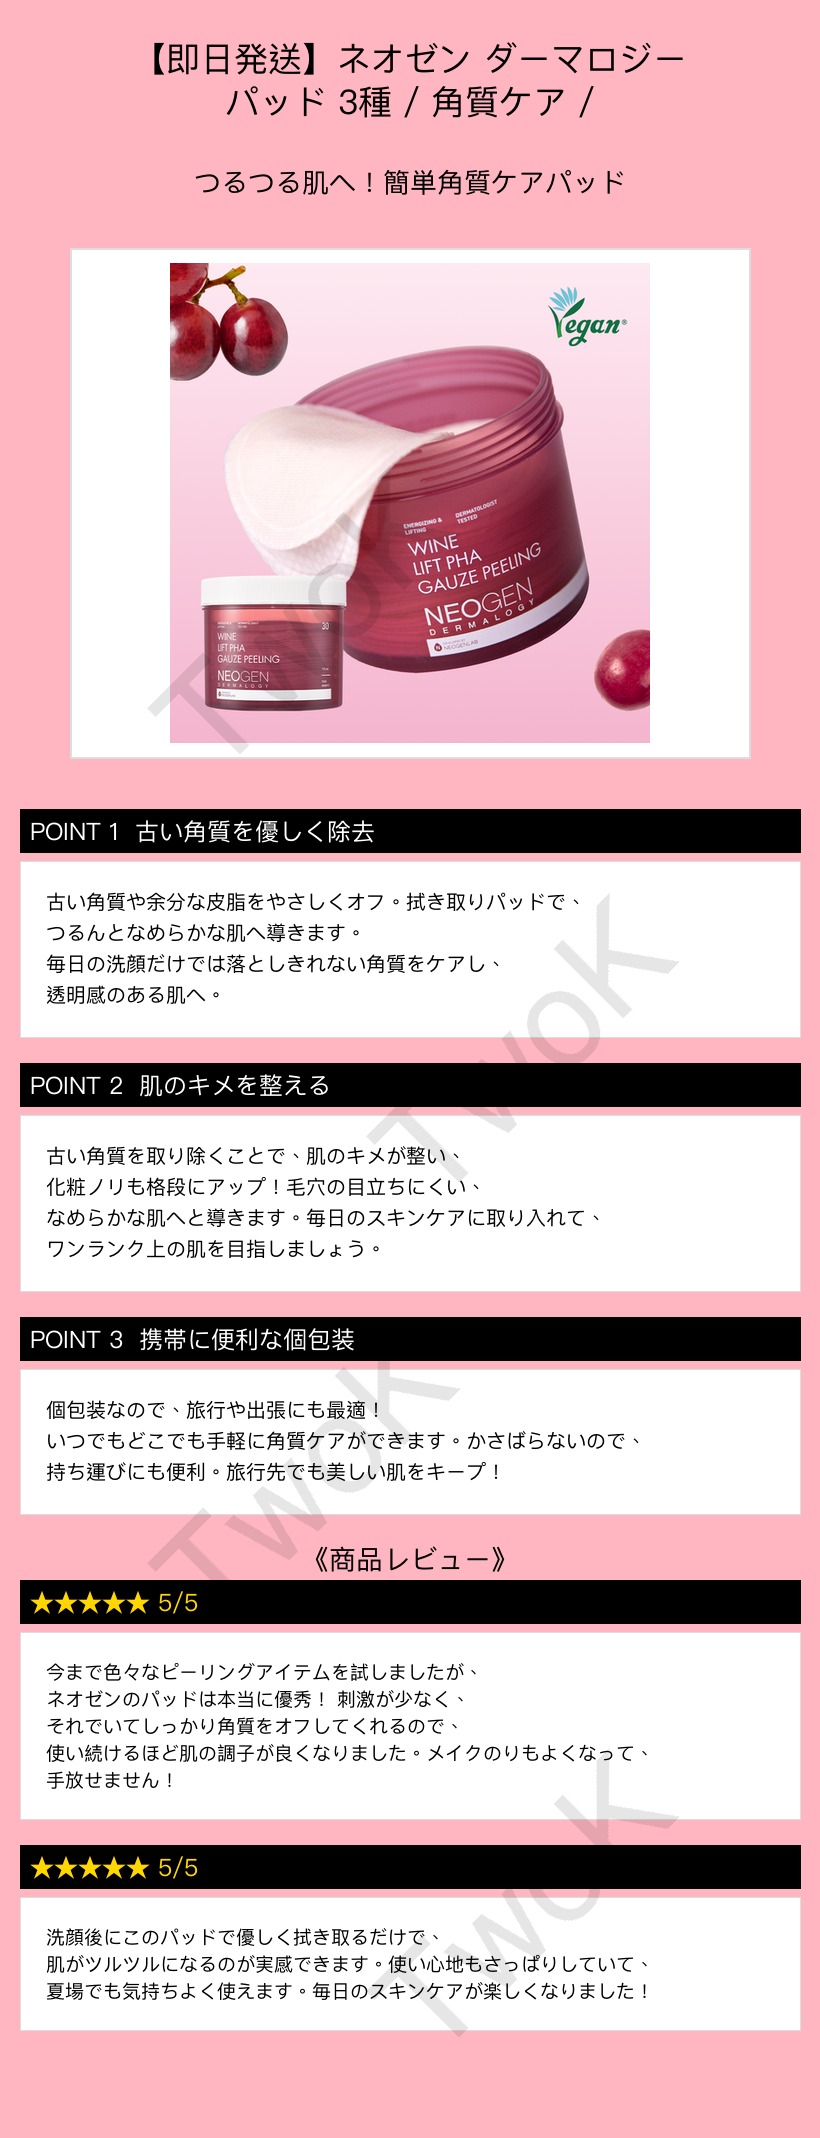 【即日発送】ネオゼン ダーマロジー
パッド 3種 / 角質ケア /
つるつる肌へ！簡単角質ケアパッド
Vegan®
ENERGIZING &
LIFTING
DERMATOLOGIST
TESTED
WINE
LIFT PHA
GAUZE PEELING
NEOGEN
DERMALOGY
NEOGENLAB
30
WINE
LIFT PHA
GAUZE PEELING
NEOGEN
DERMALOGY
TwoK
POINT 1 古い角質を優しく除去
古い角質や余分な皮脂をやさしくオフ。拭き取りパッドで、
つるんとなめらかな肌へ導きます。
毎日の洗顔だけでは落としきれない角質をケアし、
透明感のある肌へ。
TwoK
POINT 2 肌のキメを整える
古い角質を取り除くことで、肌のキメが整い、
化粧ノリも格段にアップ！毛穴の目立ちにくい、
なめらかな肌へと導きます。毎日のスキンケアに取り入れて、
ワンランク上の肌を目指しましょう。
POINT 3 携帯に便利な個包装
個包装なので、旅行や出張にも最適！
いつでもどこでも手軽に角質ケアができます。かさばらないので、
持ち運びにも便利。旅行先でも美しい肌をキープ！
TwoK
《商品レビュー》
★★★★★ 5/5
今まで色々なピーリングアイテムを試しましたが、
ネオゼンのパッドは本当に優秀！ 刺激が少なく、
それでいてしっかり角質をオフしてくれるので、
使い続けるほど肌の調子が良くなりました。メイクのりもよくなって、
手放せません！
★★★★★ 5/5
TwoK
洗顔後にこのパッドで優しく拭き取るだけで、
肌がツルツルになるのが実感できます。使い心地もさっぱりしていて、
夏場でも気持ちよく使えます。毎日のスキンケアが楽しくなりました！